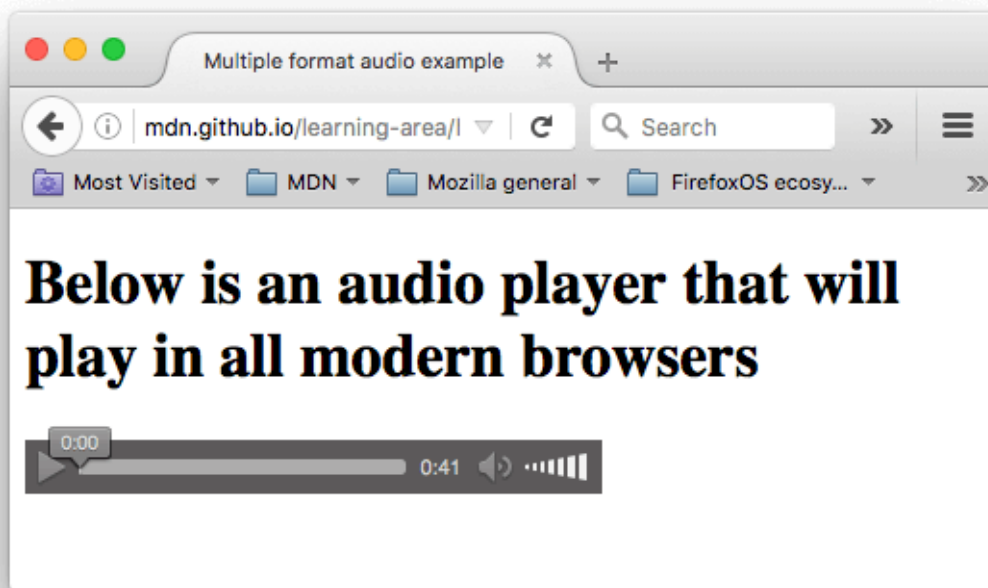 Multiple format audio example
mdn.github.io/learning-area/l
Search
Most Visited MDN Mozilla general FirefoxOS ecosy...
Below is an audio player that will
play in all modern browsers
0:00
0:41